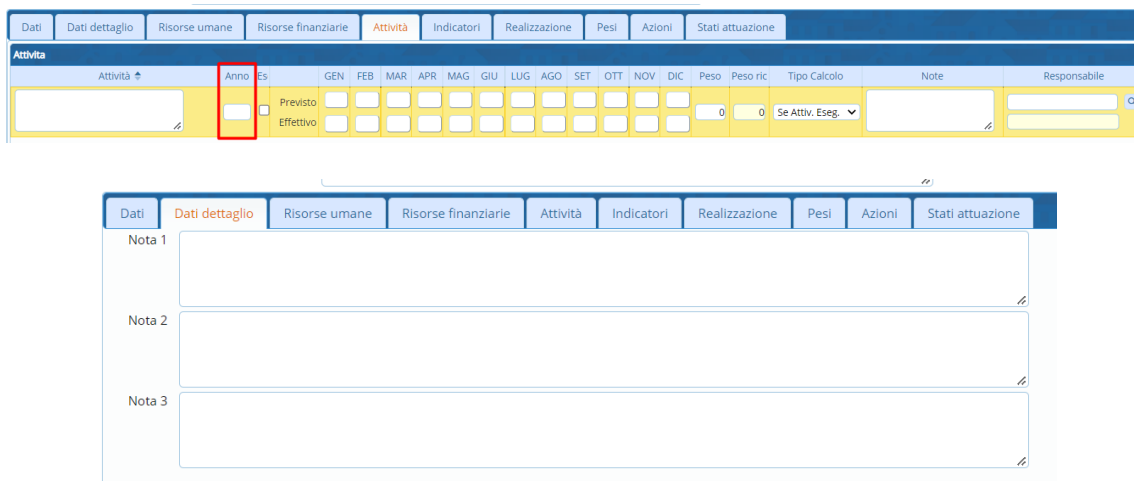 Dati Dati dettaglio Risorse umane Risorse finanziarie Attività Indicatori Realizzazione Pesi Azioni Stati attuazione
Attivita
Attività Anno Es GEN FEB MAR APR MAG GIU LUG AGO SET OTT NOV DIC Peso Peso ric Tipo Calcolo Note Responsabile
Previsto
0 0 Se Attiv. Eseg.
Effettivo
Dati Dati dettaglio Risorse umane Risorse finanziarie Attività Indicatori Realizzazione Pesi Azioni Stati attuazione
Nota 1
Nota 2
Nota 3